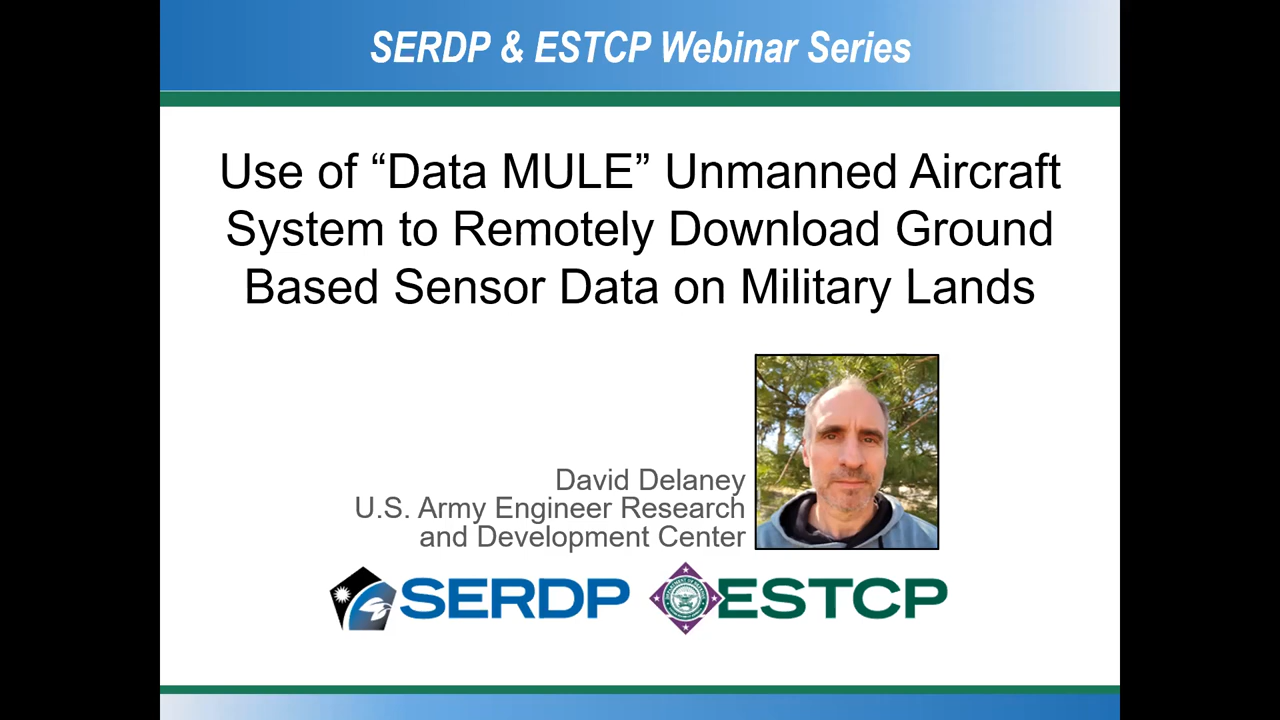 SERDP & ESTCP Webinar Series
Use of “Data MULE” Unmanned Aircraft
System to Remotely Download Ground
Based Sensor Data on Military Lands
David Delaney
U.S. Army Engineer Research
and Development Center
SERDP
ESTCP